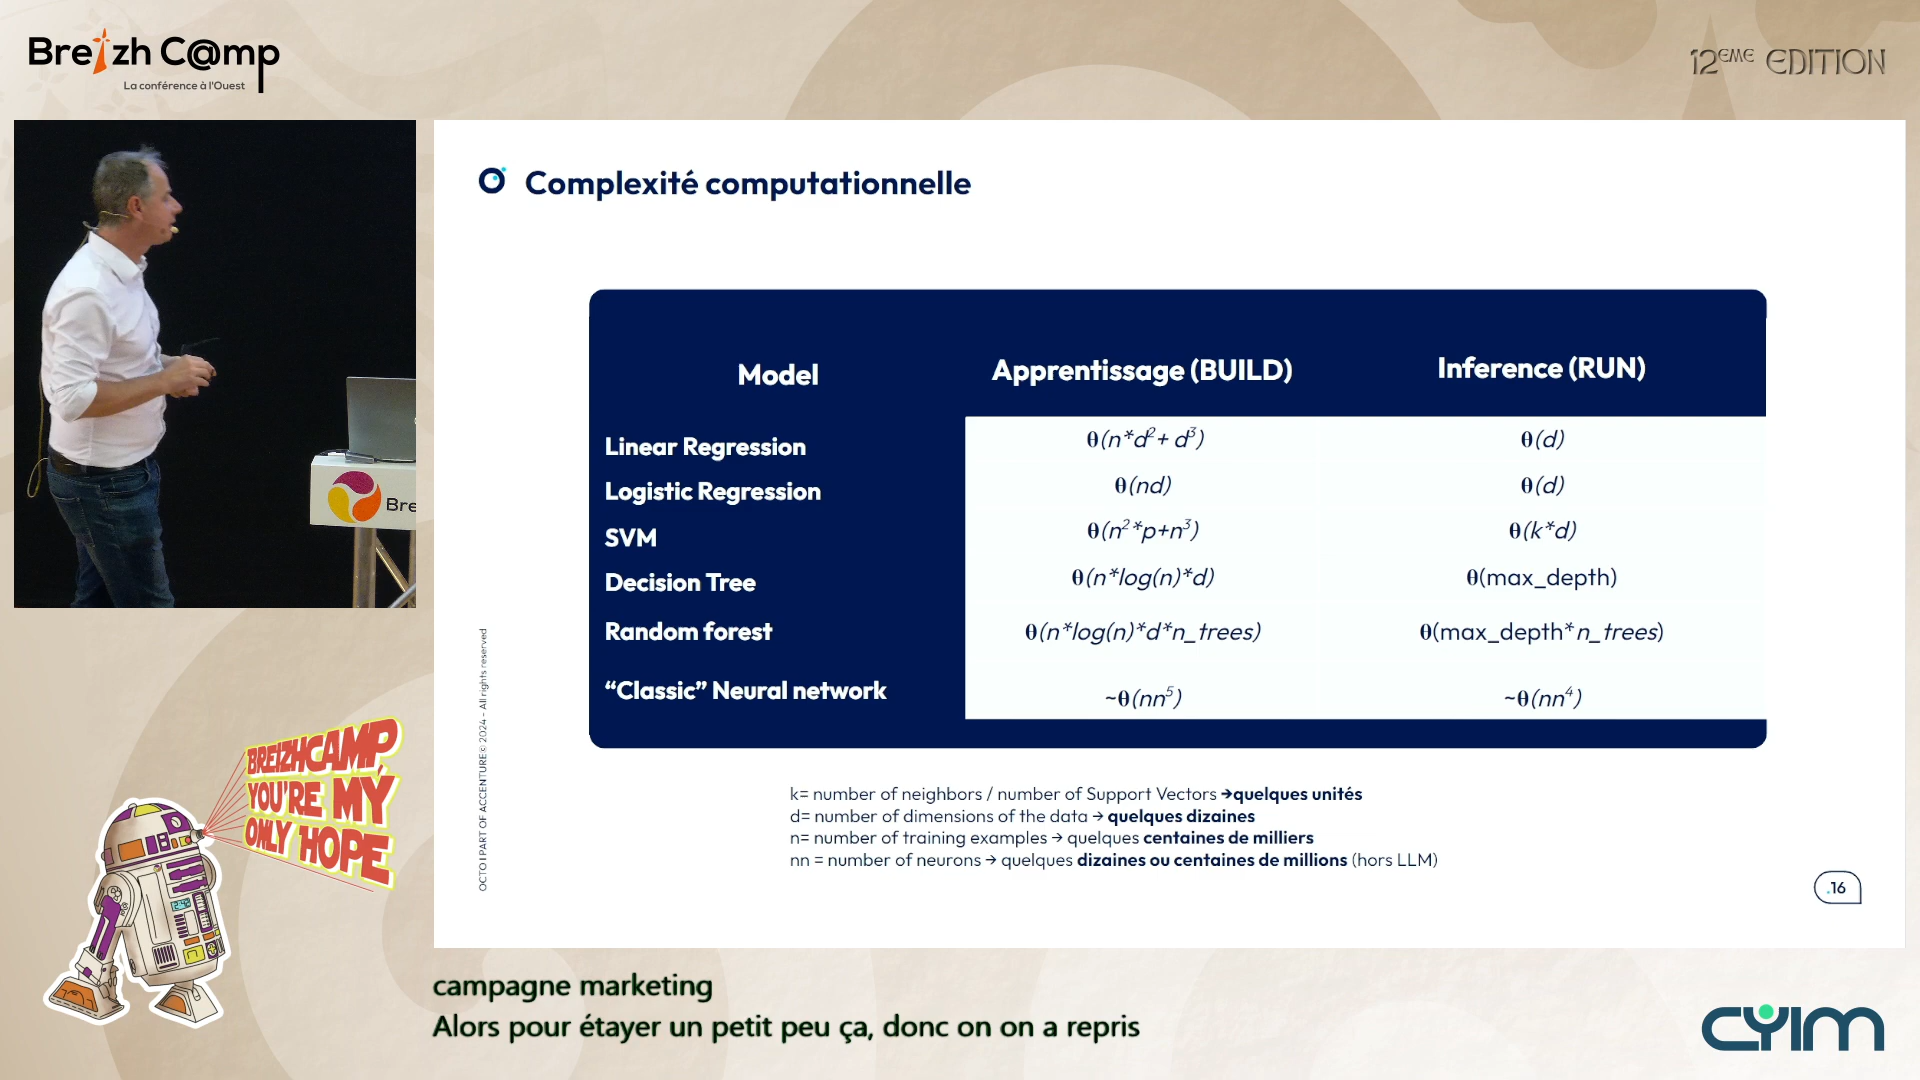 Breizh C@mp
La conférence à l'Ouest
12EME EDITION
Complexité computationnelle
Model Apprentissage (BUILD) Inference (RUN)
Linear Regression θ(n*d²+ d³) θ(d)
Logistic Regression θ(nd) θ(d)
SVM θ(n²*p+n³) θ(k*d)
Decision Tree θ(n*log(n)*d) θ(max_depth)
Random forest θ(n*log(n)*d*n_trees) θ(max_depth*n_trees)
“Classic” Neural network ~θ(nn⁵) ~θ(nn⁴)
k= number of neighbors / number of Support Vectors →quelques unités
d= number of dimensions of the data → quelques dizaines
n= number of training examples → quelques centaines de milliers
nn = number of neurons → quelques dizaines ou centaines de millions (hors LLM)
OCTO I PART OF ACCENTURE © 2024 - All rights reserved
.16
Bre
BREIZHCAMP,
YOU'RE MY
ONLY HOPE
campagne marketing
Alors pour étayer un petit peu ça, donc on on a repris
CYIM